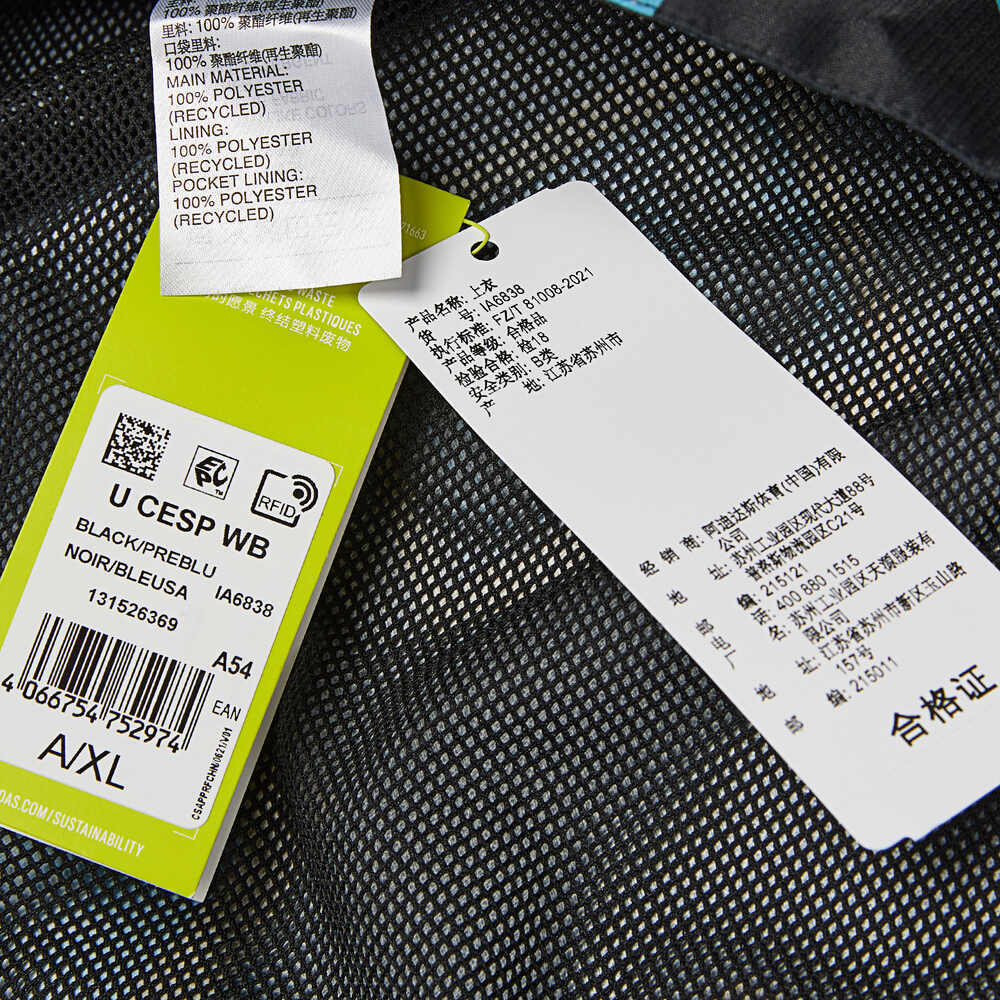 100% 聚酯纤维(再生聚酯)
里料: 100% 聚酯纤维(再生聚酯)
口袋里料:
100% 聚酯纤维(再生聚酯)
MAIN MATERIAL:
100% POLYESTER
(RECYCLED)
LINING:
100% POLYESTER
(RECYCLED)
POCKET LINING:
100% POLYESTER
(RECYCLED)
终结塑料废物
U CESP WB
BLACK/PREBLU
NOIR/BLEUSA IA6838
131526369
A54
4 066754 752974
EAN
A/XL
CSAPPRFCHN/0621/V01
RFID
DAS.COM/SUSTAINABILITY
产品名称: 上衣
货 号: IA6838
执行标准: FZ/T 81008-2021
产品等级: 合格品
检验合格: 检18
安全类别: B类
产 地: 江苏省苏州市
经 销 商: 阿迪达斯体育(中国)有限
公司
地 址: 苏州工业园区现代大道88号
普洛斯物流园区C21号
邮 编: 215121
电 话: 400 880 1515
厂 名: 苏州工业园区天源服装有
限公司
地 址: 江苏省苏州市新区玉山路
157号
邮 编: 215011
合格证